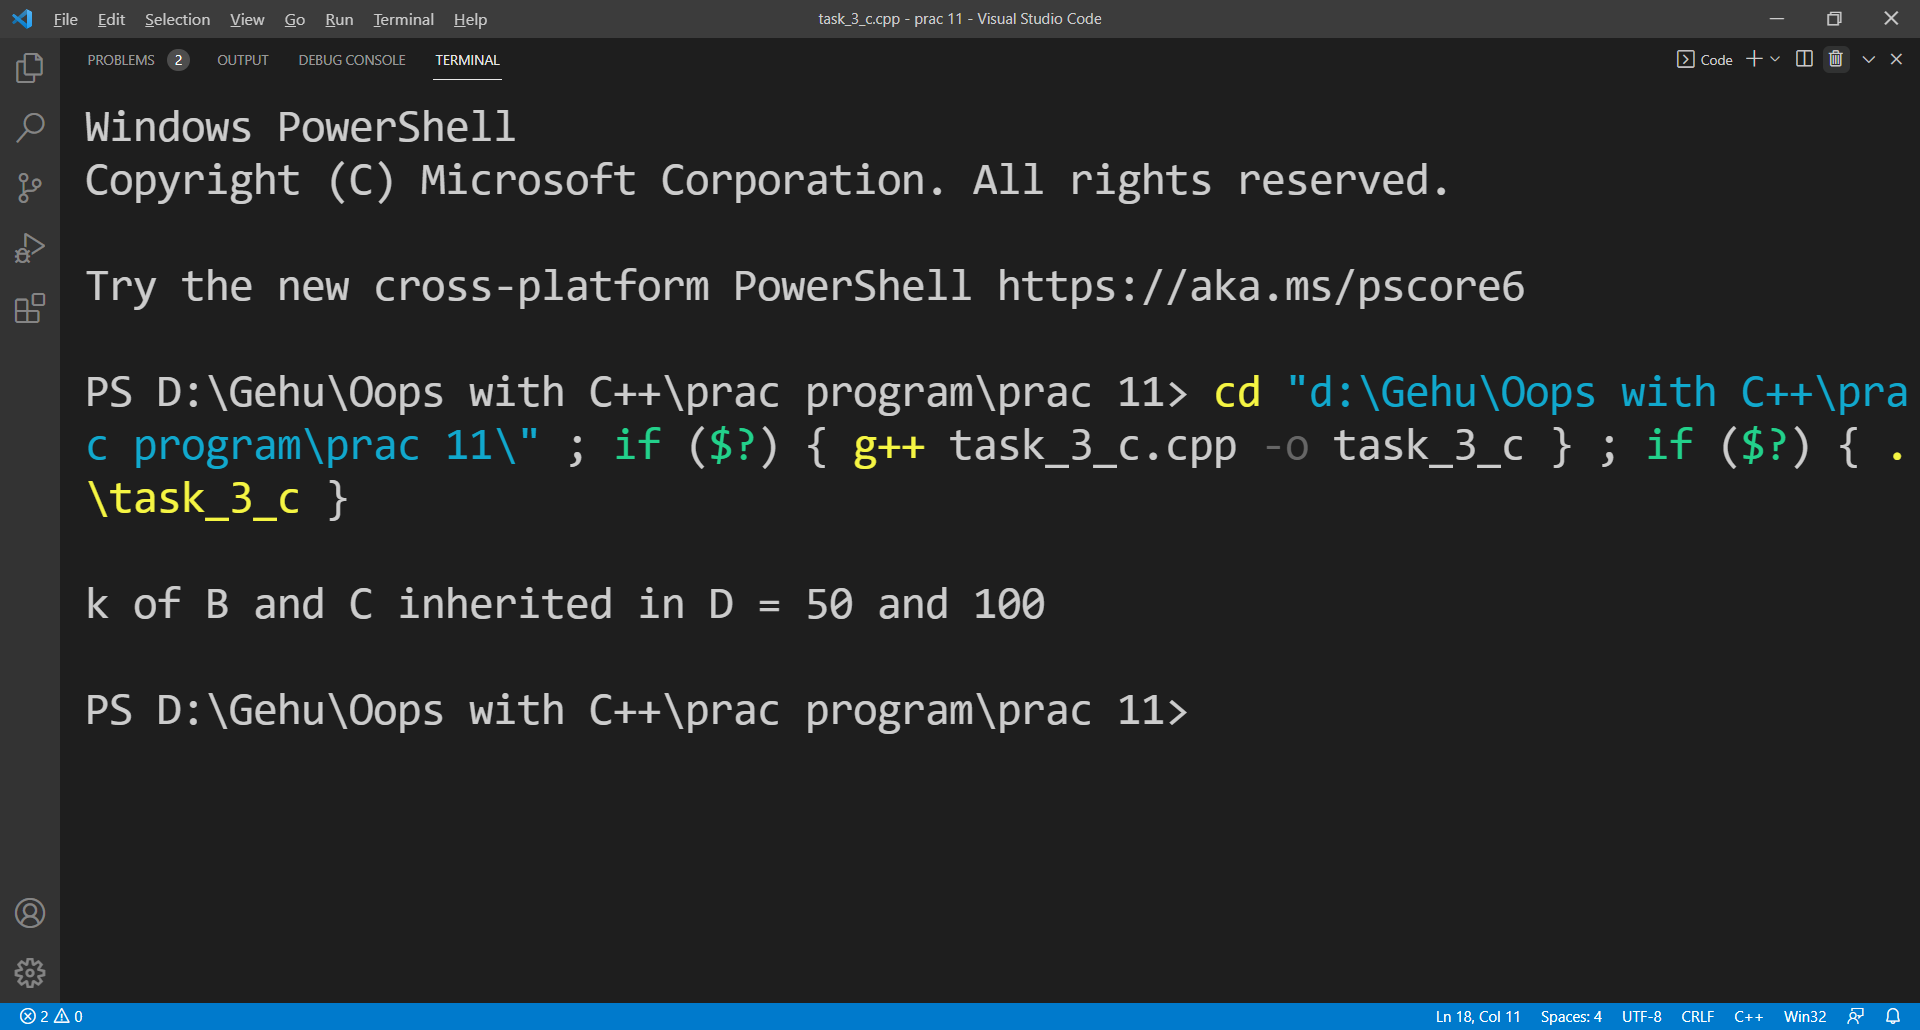 File Edit Selection View Go Run Terminal Help task_3_c.cpp - prac 11 - Visual Studio Code
PROBLEMS 2 OUTPUT DEBUG CONSOLE TERMINAL Code
Windows PowerShell
Copyright (C) Microsoft Corporation. All rights reserved.
Try the new cross-platform PowerShell https://aka.ms/pscore6
PS D:\Gehu\Oops with C++\prac program\prac 11> cd "d:\Gehu\Oops with C++\pra
c program\prac 11\" ; if ($?) { g++ task_3_c.cpp -o task_3_c } ; if ($?) { .
\task_3_c }
k of B and C inherited in D = 50 and 100
PS D:\Gehu\Oops with C++\prac program\prac 11>
2 0 Ln 18, Col 11 Spaces: 4 UTF-8 CRLF C++ Win32